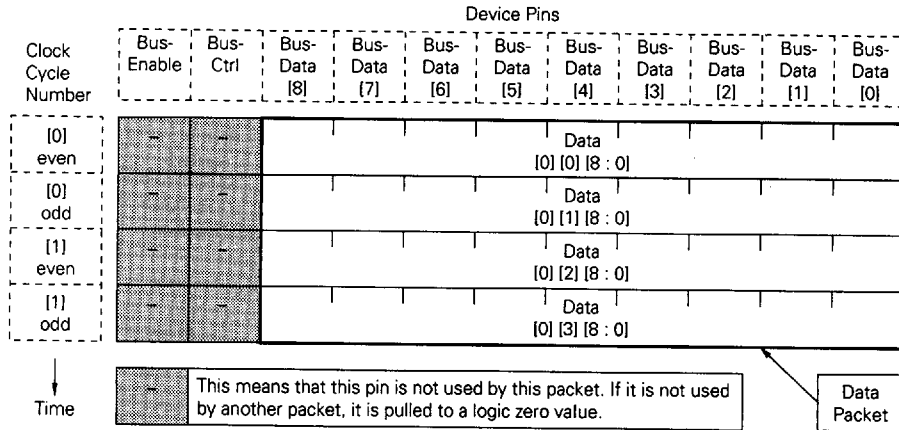 Device Pins
Clock
Cycle
Number
Bus-
Enable
Bus-
Ctrl
Bus-
Data
[8]
Bus-
Data
[7]
Bus-
Data
[6]
Bus-
Data
[5]
Bus-
Data
[4]
Bus-
Data
[3]
Bus-
Data
[2]
Bus-
Data
[1]
Bus-
Data
[0]
[0]
even
–
–
Data
[0] [0] [8 : 0]
[0]
odd
–
–
Data
[0] [1] [8 : 0]
[1]
even
–
–
Data
[0] [2] [8 : 0]
[1]
odd
–
–
Data
[0] [3] [8 : 0]
Time
–
This means that this pin is not used by this packet. If it is not used
by another packet, it is pulled to a logic zero value.
Data
Packet